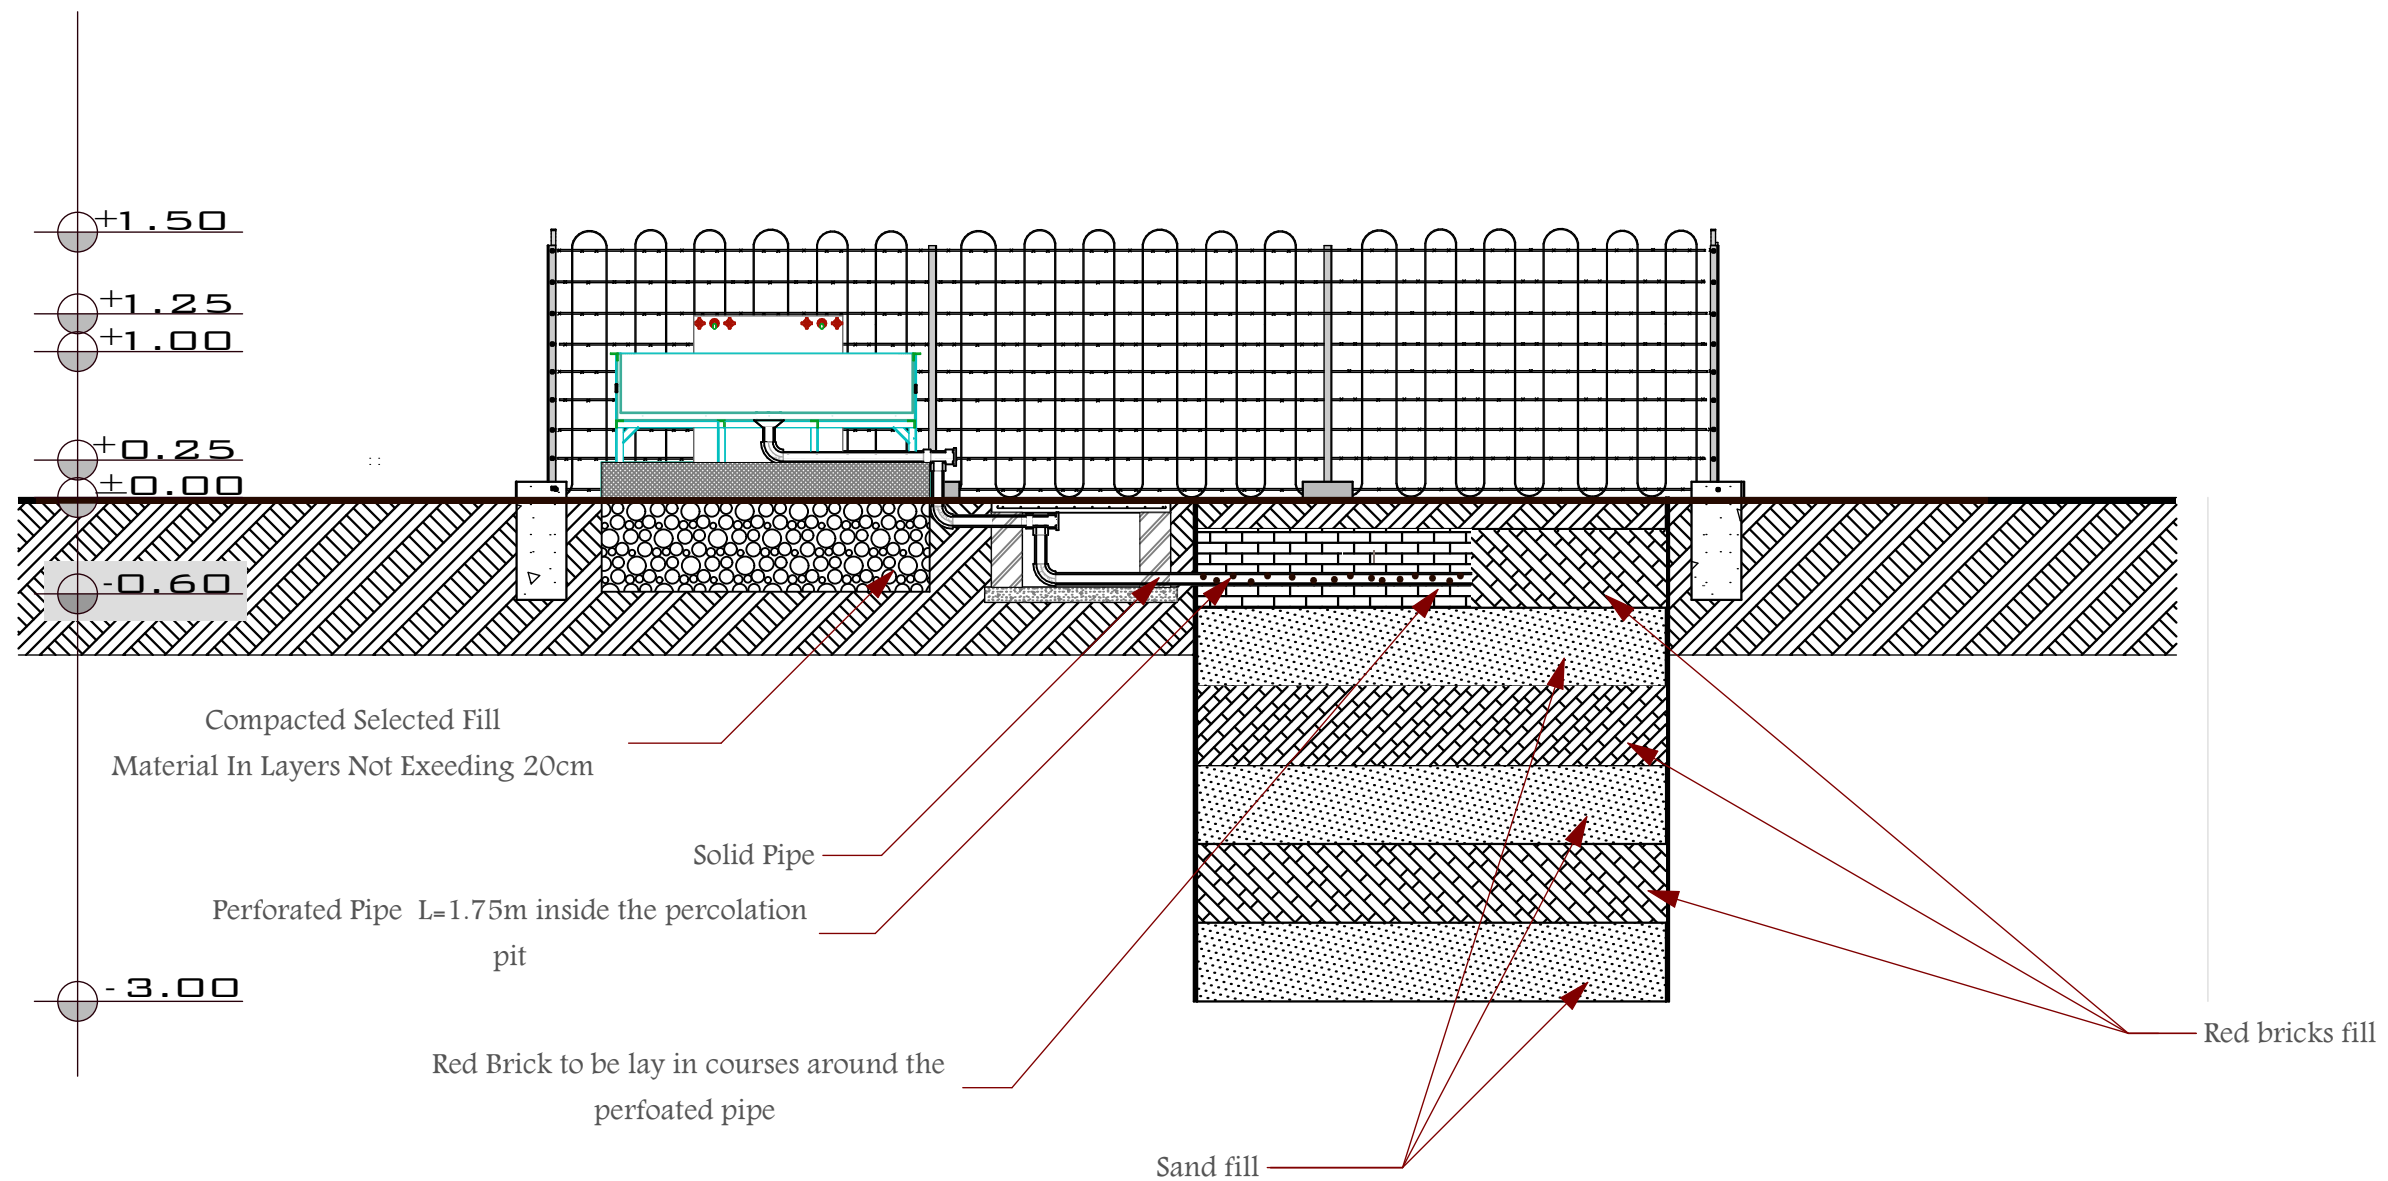 +1.50
+1.25
+1.00
+0.25
±0.00
-0.60
Compacted Selected Fill
Material In Layers Not Exeeding 20cm
Solid Pipe
Perforated Pipe L=1.75m inside the percolation
pit
- 3.00
Red bricks fill
Red Brick to be lay in courses around the
perfoated pipe
Sand fill